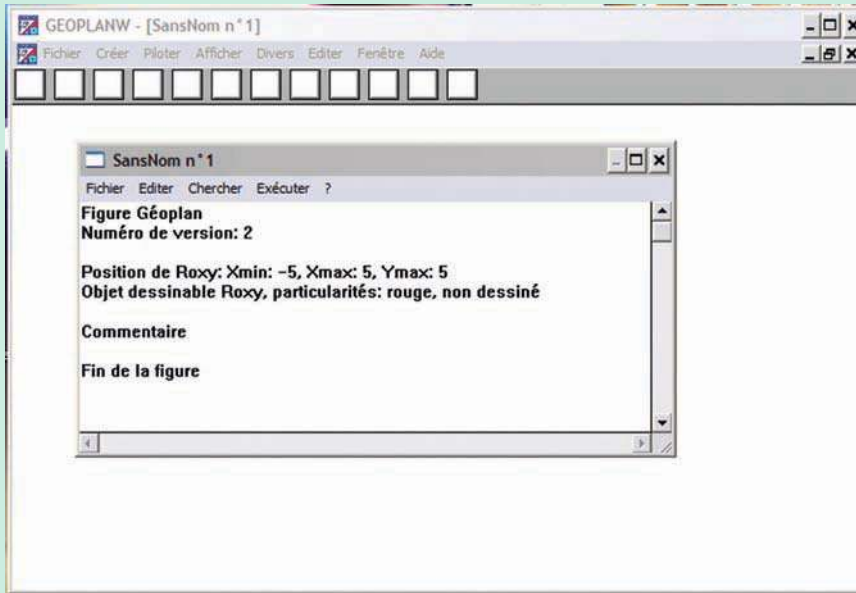 GEOPLANW - [SansNom n°1]
Fichier Créer Piloter Afficher Divers Editer Fenêtre Aide
SansNom n°1
Fichier Editer Chercher Exécuter ?
Figure Géoplan
Numéro de version: 2
Position de Roxy: Xmin: -5, Xmax: 5, Ymax: 5
Objet dessinable Roxy, particularités: rouge, non dessiné
Commentaire
Fin de la figure